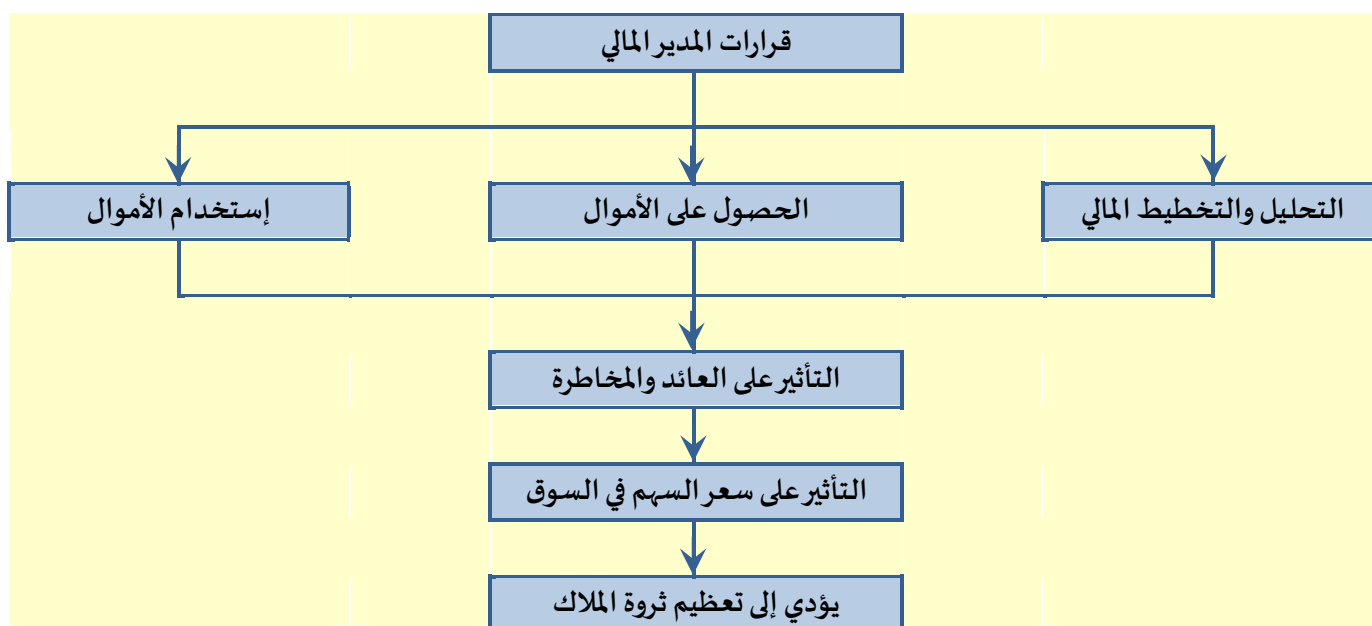 قرارات المدير المالي
التحليل والتخطيط المالي
الحصول على الأموال
إستخدام الأموال
التأثير على العائد والمخاطرة
التأثير على سعر السهم في السوق
يؤدي إلى تعظيم ثروة الملاك